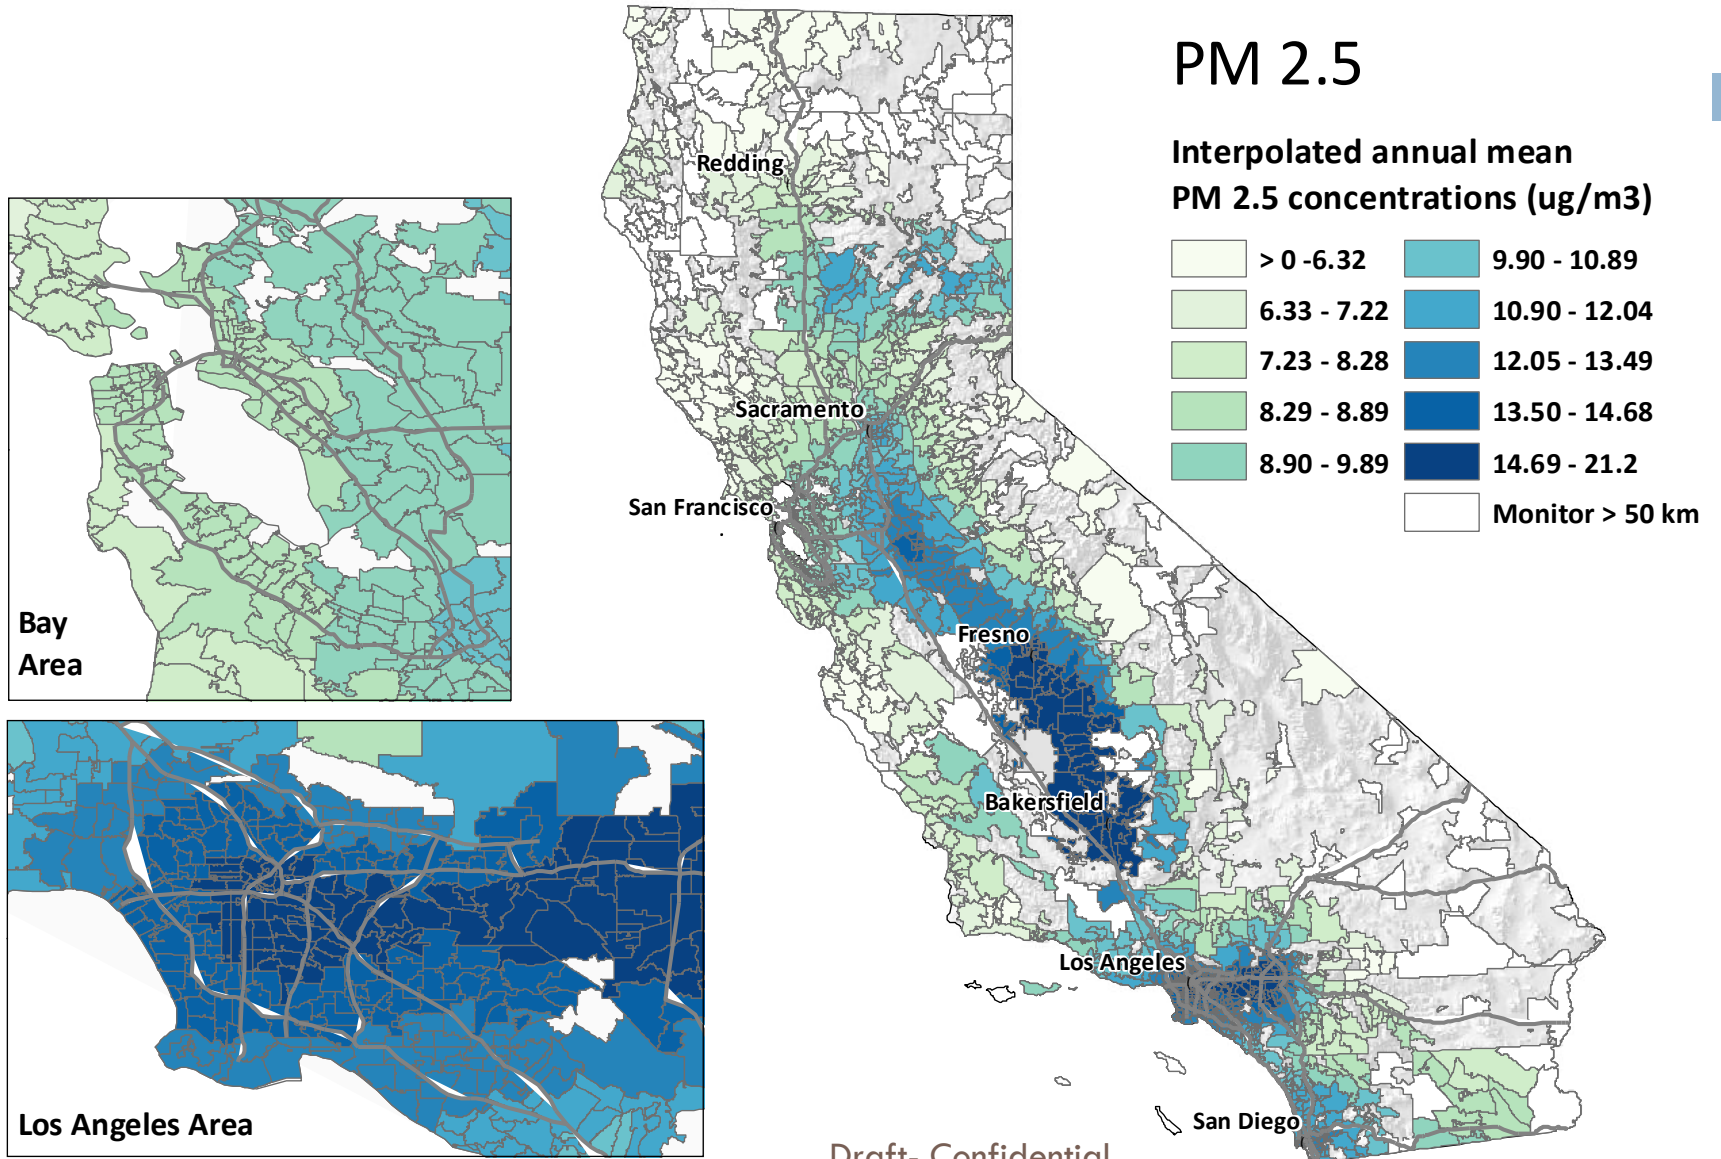 PM 2.5
Interpolated annual mean
PM 2.5 concentrations (ug/m3)
> 0 -6.32
6.33 - 7.22
7.23 - 8.28
8.29 - 8.89
8.90 - 9.89
9.90 - 10.89
10.90 - 12.04
12.05 - 13.49
13.50 - 14.68
14.69 - 21.2
Monitor > 50 km
Redding
Sacramento
San Francisco
Fresno
Bakersfield
Los Angeles
San Diego
Bay
Area
Los Angeles Area
Draft- Confidential